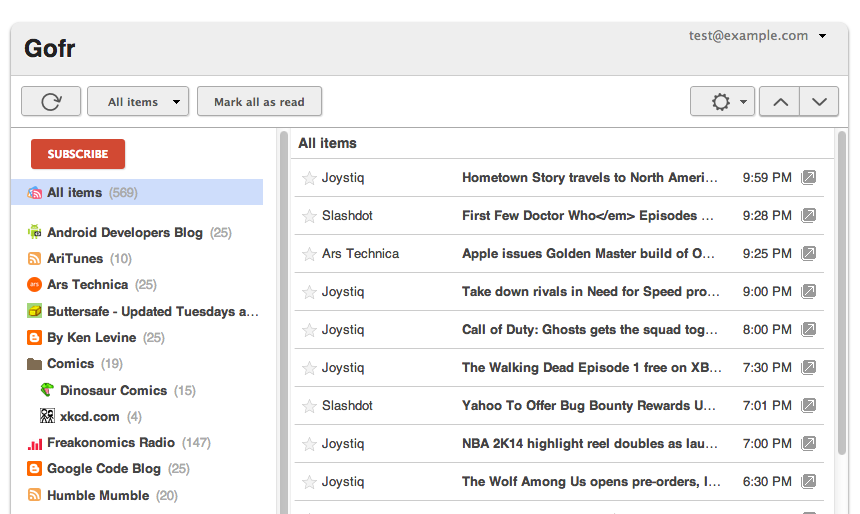 Gofr
test@example.com
All items
Mark all as read
SUBSCRIBE
All items (569)
Android Developers Blog (25)
AriTunes (10)
Ars Technica (25)
Buttersafe - Updated Tuesdays a...
By Ken Levine (25)
Comics (19)
Dinosaur Comics (15)
xkcd.com (4)
Freakonomics Radio (147)
Google Code Blog (25)
Humble Mumble (20)
All items
Joystiq Hometown Story travels to North Ameri... 9:59 PM
Slashdot First Few Doctor Who</em> Episodes ... 9:28 PM
Ars Technica Apple issues Golden Master build of O... 9:25 PM
Joystiq Take down rivals in Need for Speed pro... 9:00 PM
Joystiq Call of Duty: Ghosts gets the squad tog... 8:00 PM
Joystiq The Walking Dead Episode 1 free on XB... 7:30 PM
Slashdot Yahoo To Offer Bug Bounty Rewards U... 7:01 PM
Joystiq NBA 2K14 highlight reel doubles as lau... 7:00 PM
Joystiq The Wolf Among Us opens pre-orders, l... 6:30 PM